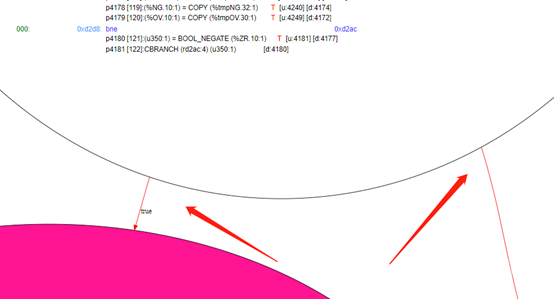 p4178 [119]:(%NG.10:1) = COPY (%tmpNG.32:1) T [u:4240] [d:4174]
p4179 [120]:(%OV.10:1) = COPY (%tmpOV.30:1) T [u:4249] [d:4172]
000: 0xd2d8: bne 0xd2ac
p4180 [121]:(u350:1) = BOOL_NEGATE (%ZR.10:1) T [u:4181] [d:4177]
p4181 [122]:CBRANCH (rd2ac:4) (u350:1) [d:4180]
true